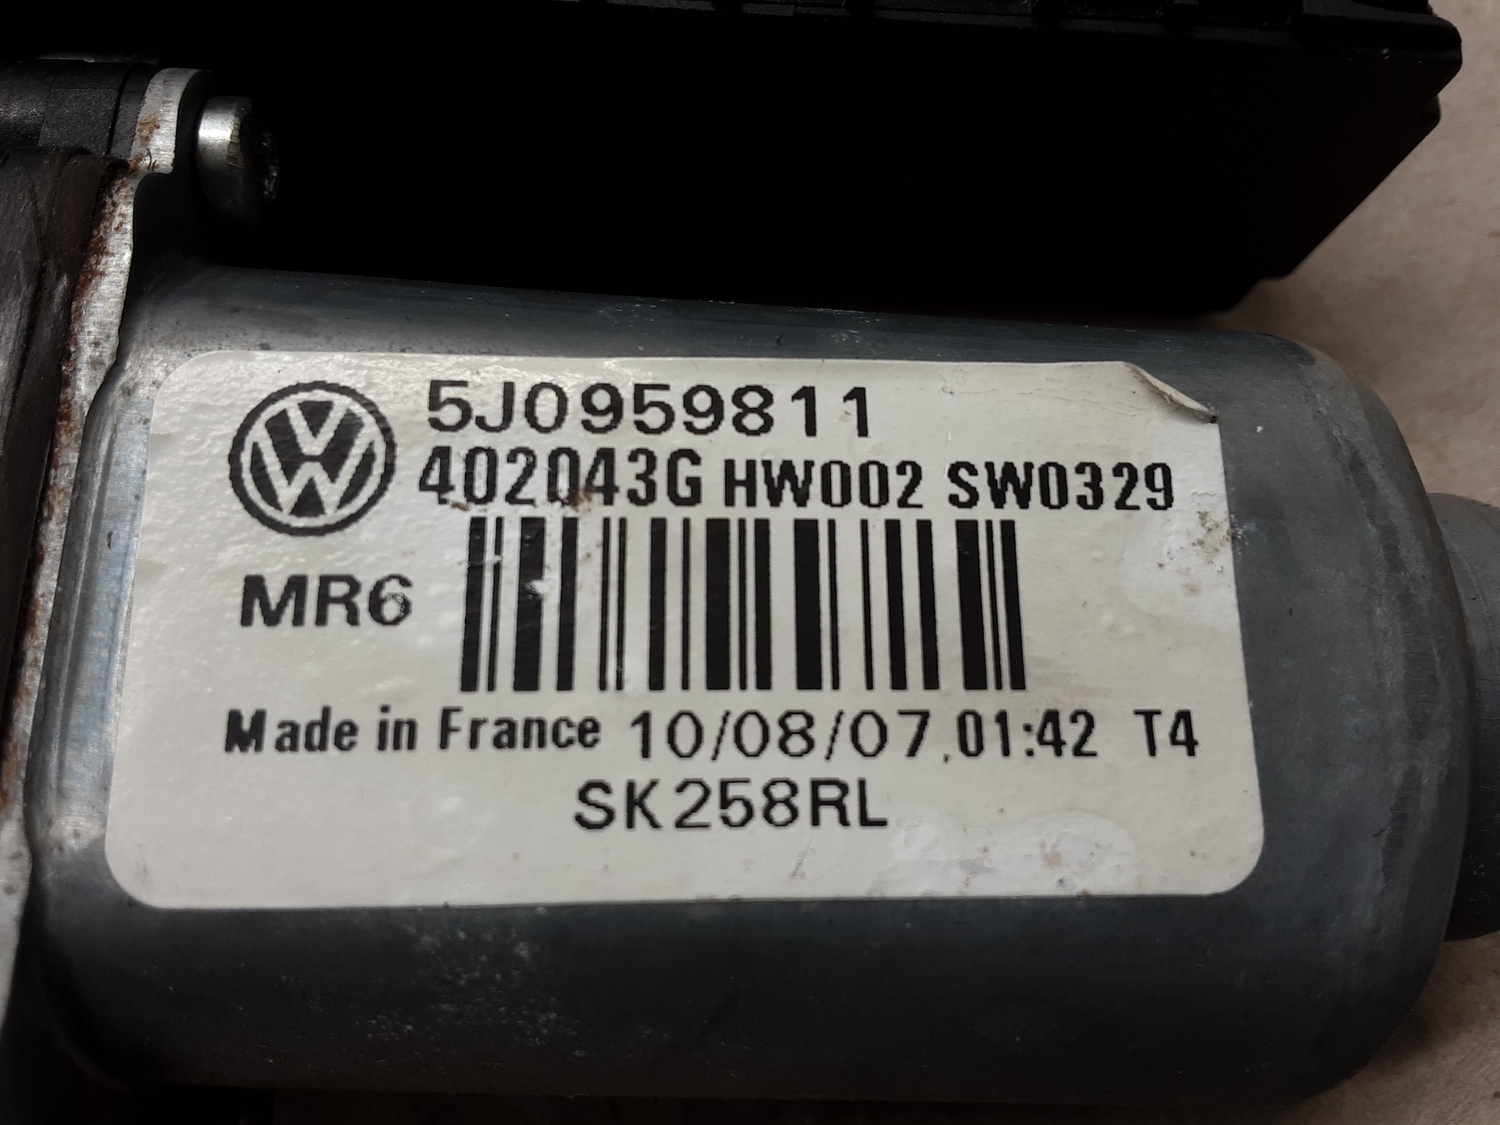 5J0959811
402043G HW002 SW0329
MR6
Made in France 10/08/07 01:42 T4
SK258RL